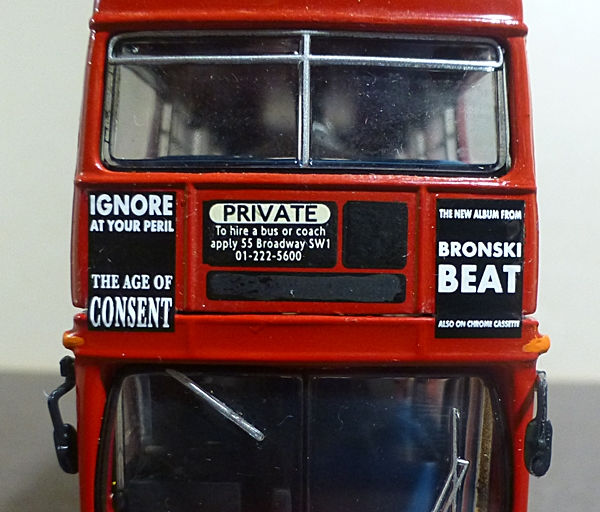 IGNORE
AT YOUR PERIL
THE AGE OF
CONSENT
PRIVATE
To hire a bus or coach
apply 55 Broadway SW1
01-222-5600
THE NEW ALBUM FROM
BRONSKI
BEAT
ALSO ON CHROME CASSETTE